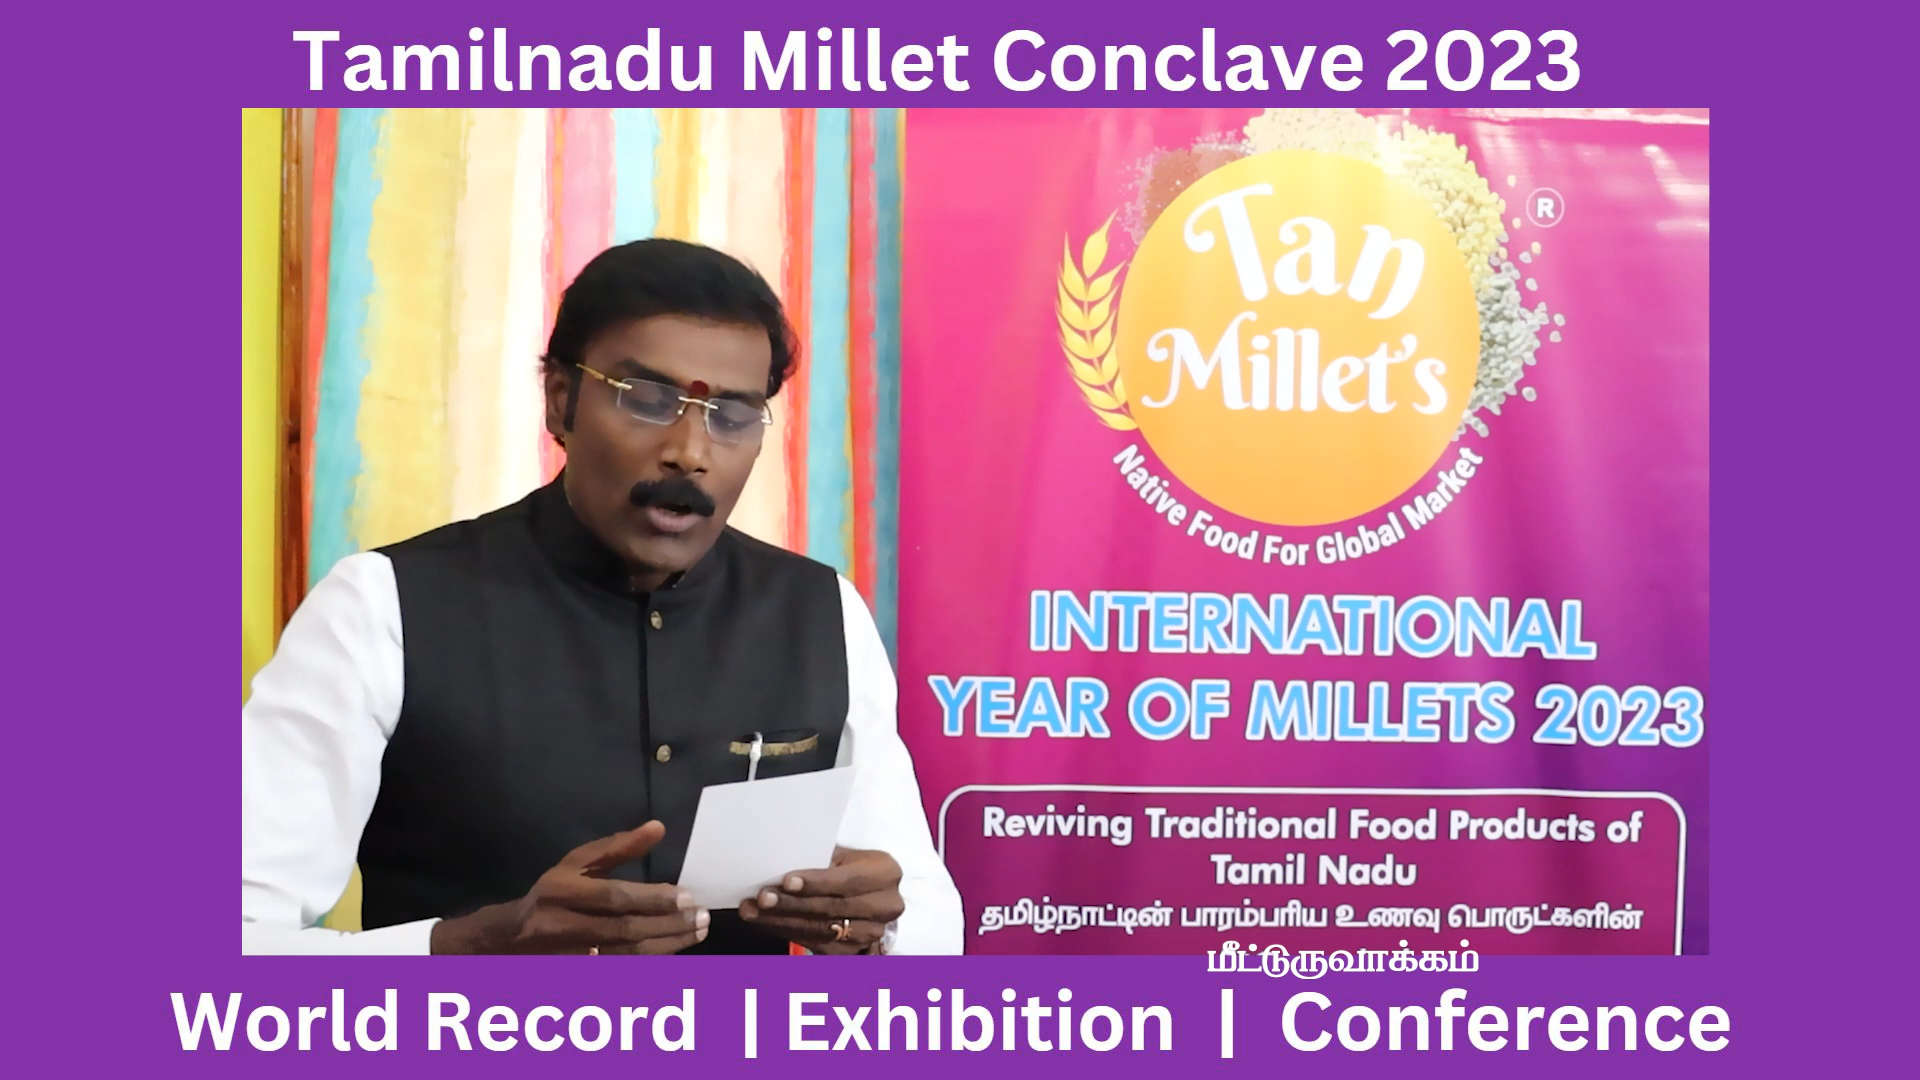 Tamilnadu Millet Conclave 2023
Tan
Millet's
®
Native Food For Global Market
INTERNATIONAL
YEAR OF MILLETS 2023
Reviving Traditional Food Products of
Tamil Nadu
தமிழ்நாட்டின் பாரம்பரிய உணவு பொருட்களின்
மீட்டுருவாக்கம்
World Record | Exhibition | Conference